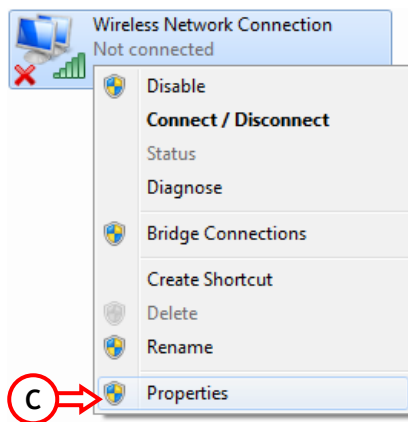 Wireless Network Connection
Not connected
Disable
Connect / Disconnect
Status
Diagnose
Bridge Connections
Create Shortcut
Delete
Rename
C
Properties